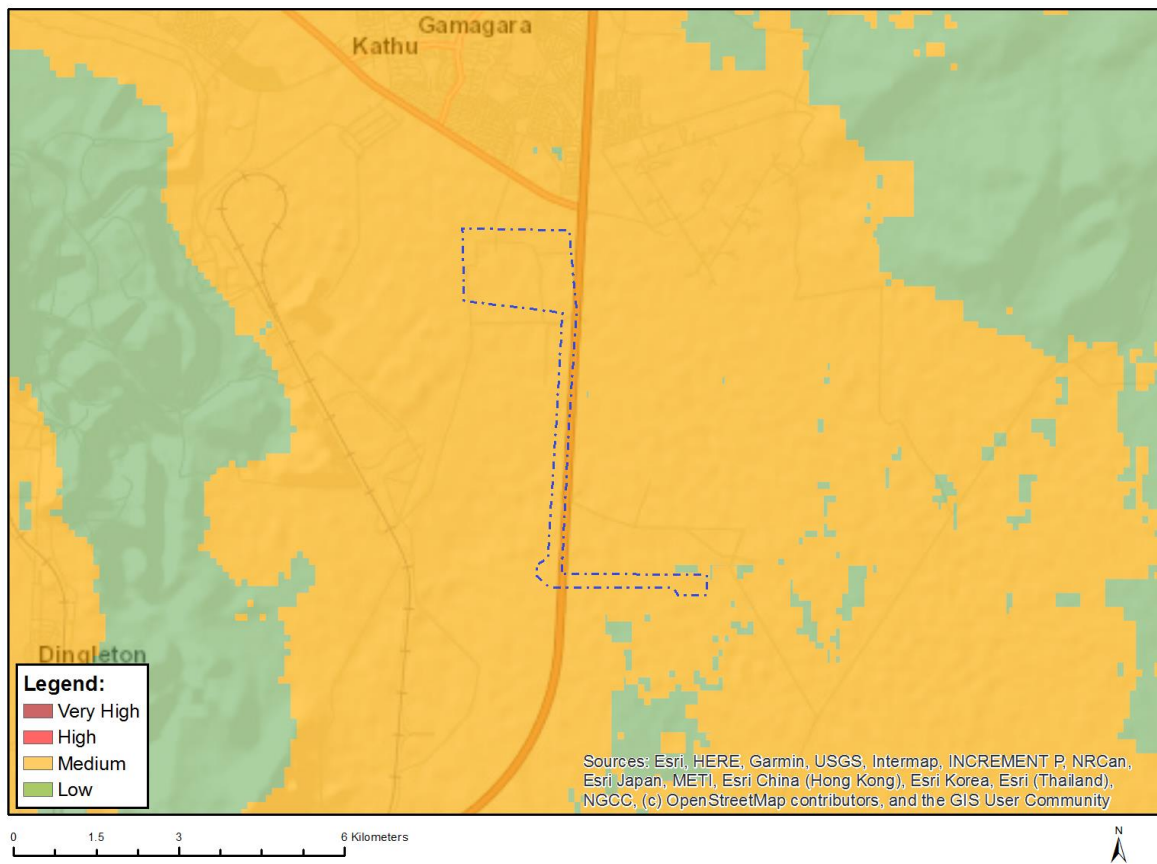 Gamagara
Kathu
Dingleton
Legend:
Very High
High
Medium
Low
Sources: Esri, HERE, Garmin, USGS, Intermap, INCREMENT P, NRCan,
Esri Japan, METI, Esri China (Hong Kong), Esri Korea, Esri (Thailand),
NGCC, (c) OpenStreetMap contributors, and the GIS User Community
0 1.5 3 6 Kilometers
N